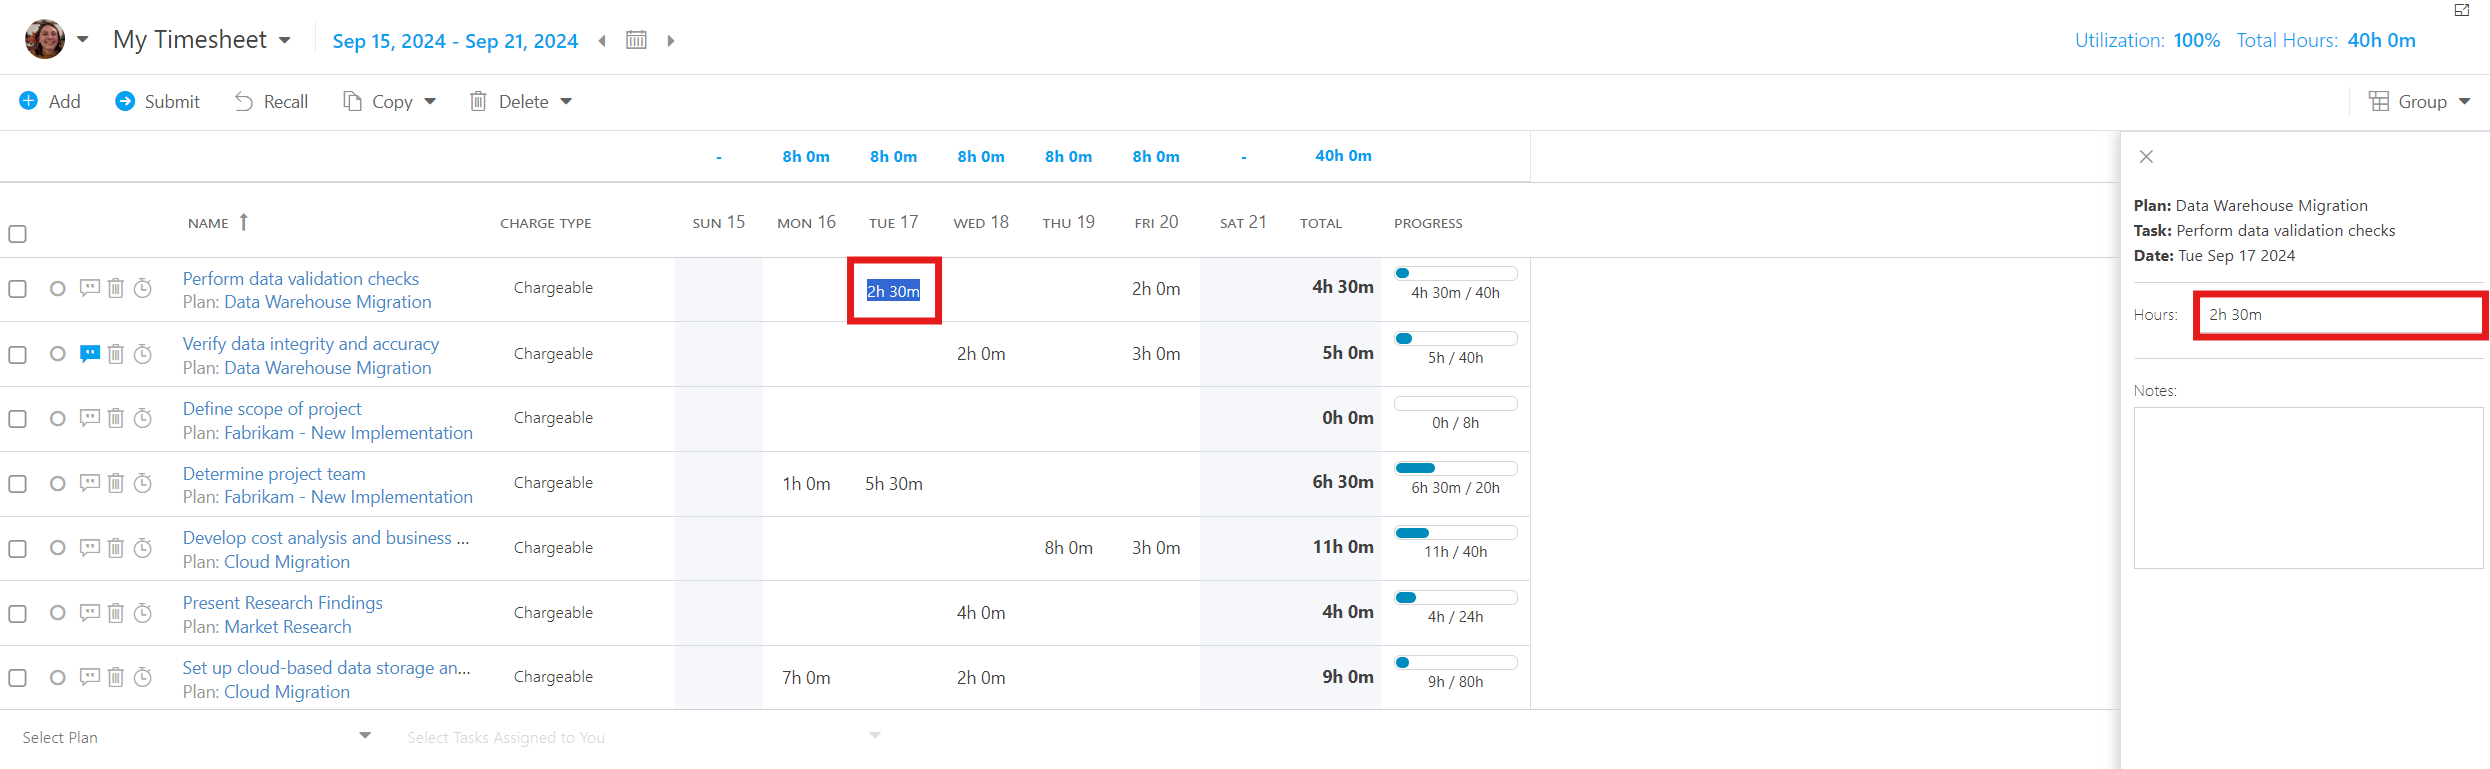 My Timesheet
Sep 15, 2024 - Sep 21, 2024
Utilization: 100% Total Hours: 40h 0m
Add Submit Recall Copy Delete Group
- 8h 0m 8h 0m 8h 0m 8h 0m 8h 0m - 40h 0m
NAME CHARGE TYPE SUN 15 MON 16 TUE 17 WED 18 THU 19 FRI 20 SAT 21 TOTAL PROGRESS
Perform data validation checks
Plan: Data Warehouse Migration
Chargeable 2h 30m 2h 0m 4h 30m 4h 30m / 40h
Verify data integrity and accuracy
Plan: Data Warehouse Migration
Chargeable 2h 0m 3h 0m 5h 0m 5h / 40h
Define scope of project
Plan: Fabrikam - New Implementation
Chargeable 0h 0m 0h / 8h
Determine project team
Plan: Fabrikam - New Implementation
Chargeable 1h 0m 5h 30m 6h 30m 6h 30m / 20h
Develop cost analysis and business ...
Plan: Cloud Migration
Chargeable 8h 0m 3h 0m 11h 0m 11h / 40h
Present Research Findings
Plan: Market Research
Chargeable 4h 0m 4h 0m 4h / 24h
Set up cloud-based data storage an...
Plan: Cloud Migration
Chargeable 7h 0m 2h 0m 9h 0m 9h / 80h
Select Plan
Select Tasks Assigned to You
Plan: Data Warehouse Migration
Task: Perform data validation checks
Date: Tue Sep 17 2024
Hours: 2h 30m
Notes: